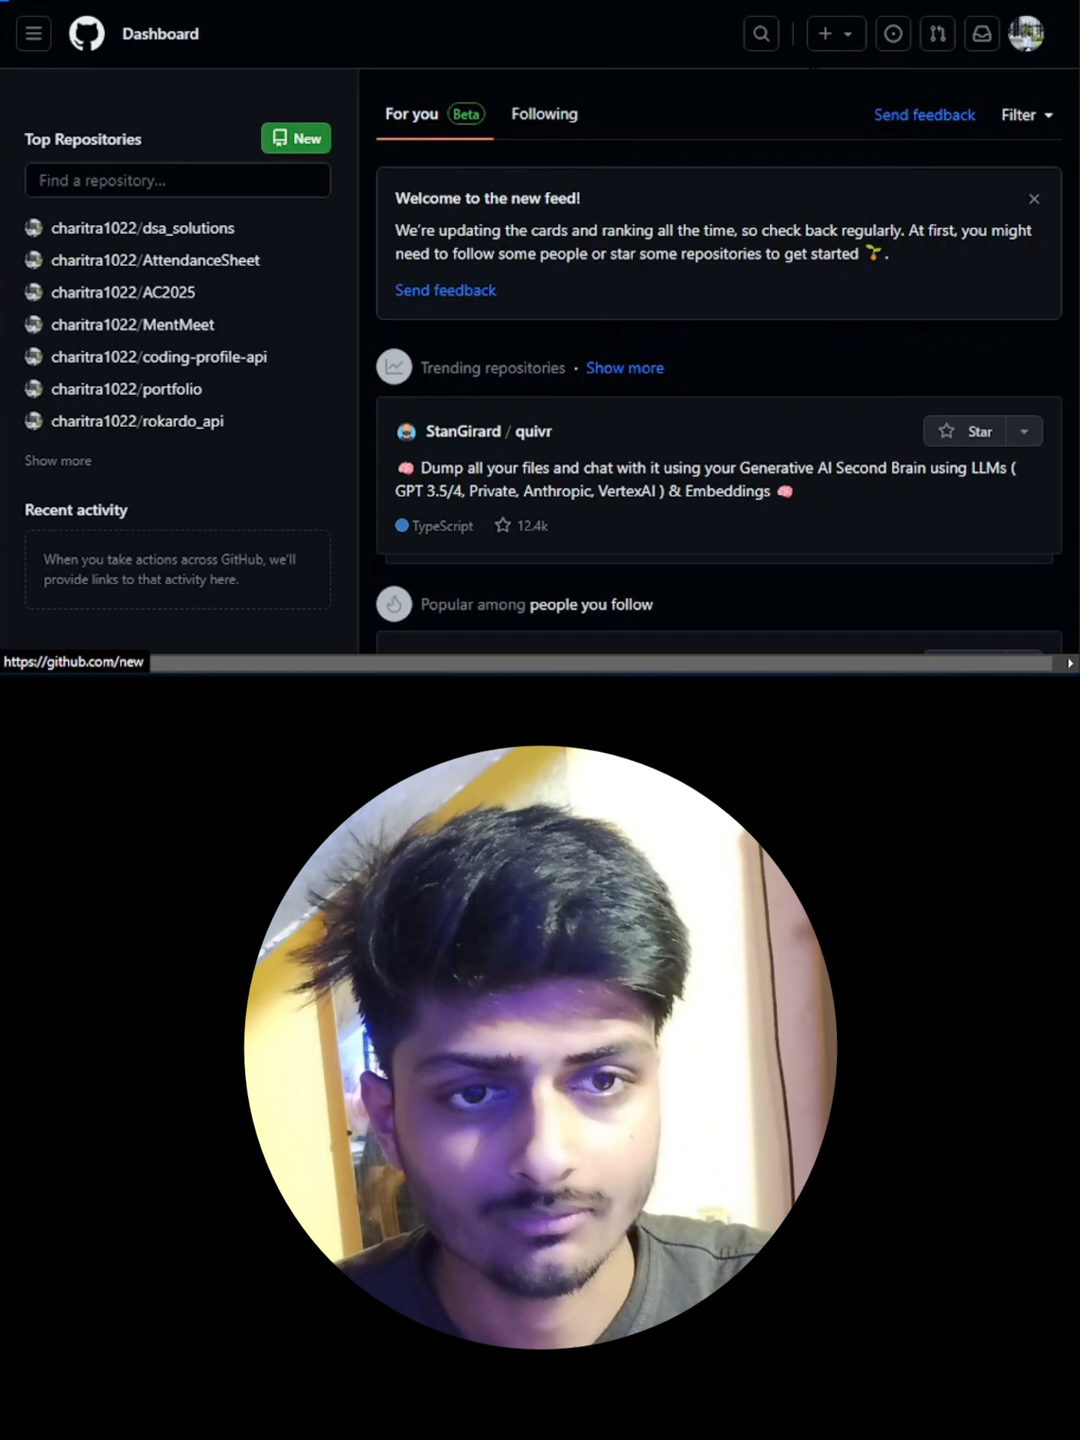 Dashboard
For you Beta Following Send feedback Filter
Top Repositories New
Find a repository...
charitra1022/dsa_solutions
charitra1022/AttendanceSheet
charitra1022/AC2025
charitra1022/MentMeet
charitra1022/coding-profile-api
charitra1022/portfolio
charitra1022/rokardo_api
Show more
Recent activity
When you take actions across GitHub, we'll
provide links to that activity here.
Welcome to the new feed!
We're updating the cards and ranking all the time, so check back regularly. At first, you might
need to follow some people or star some repositories to get started 🌱.
Send feedback
Trending repositories · Show more
StanGirard / quivr Star
🧠 Dump all your files and chat with it using your Generative AI Second Brain using LLMs (
GPT 3.5/4, Private, Anthropic, VertexAI ) & Embeddings 🧠
TypeScript 12.4k
Popular among people you follow
https://github.com/new